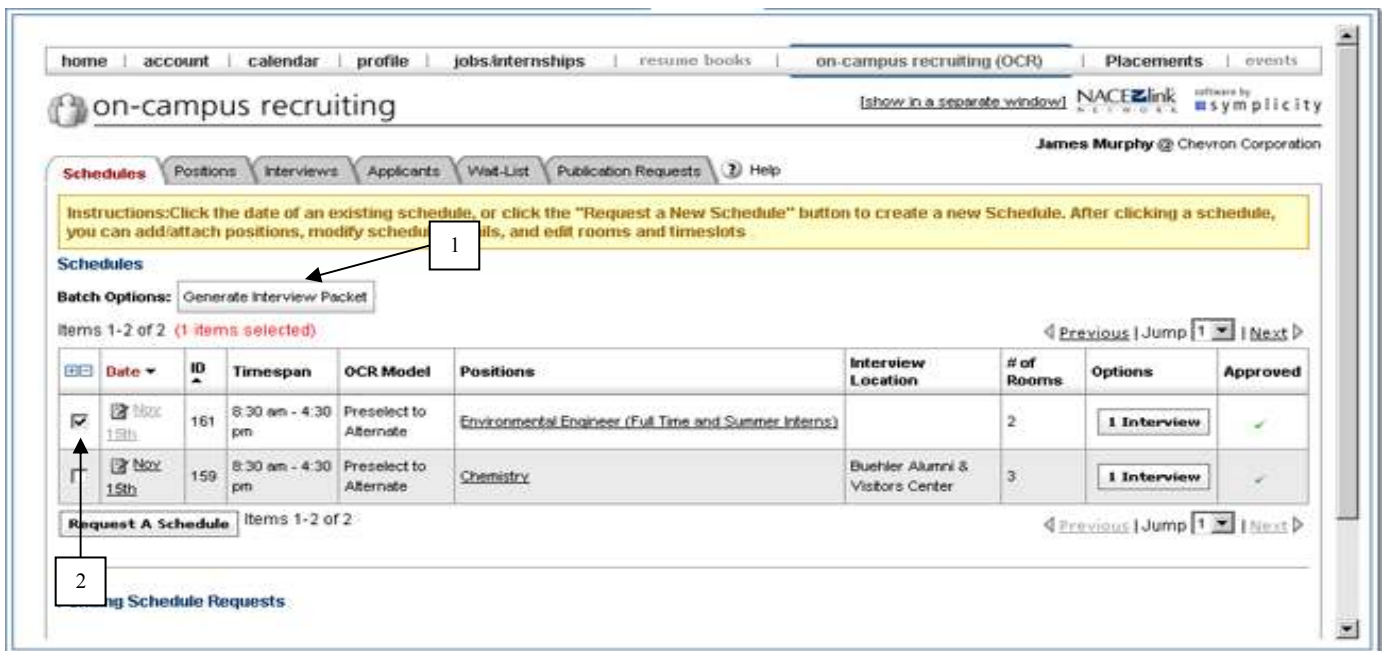 home | account | calendar | profile | jobs/internships | resume books | on-campus recruiting (OCR) | Placements | events
on-campus recruiting [show in a separate window] NACElink NETWORK software by symplicity
James Murphy @ Chevron Corporation
Schedules Positions Interviews Applicants Wait-List Publication Requests ? Help
Instructions:Click the date of an existing schedule, or click the "Request a New Schedule" button to create a new Schedule. After clicking a schedule,
you can add/attach positions, modify schedul ils, and edit rooms and timeslots
1
Schedules
Batch Options: Generate Interview Packet
Items 1-2 of 2 (1 items selected) Previous | Jump 1 | Next
Date ID Timespan OCR Model Positions Interview Location # of Rooms Options Approved
Nov 15th 161 8:30 am - 4:30 pm Preselect to Alternate Environmental Engineer (Full Time and Summer Interns) 2 1 Interview
Nov 15th 159 8:30 am - 4:30 pm Preselect to Alternate Chemistry Buehler Alumni & Visitors Center 3 1 Interview
Request A Schedule Items 1-2 of 2 Previous | Jump 1 | Next
2
ng Schedule Requests